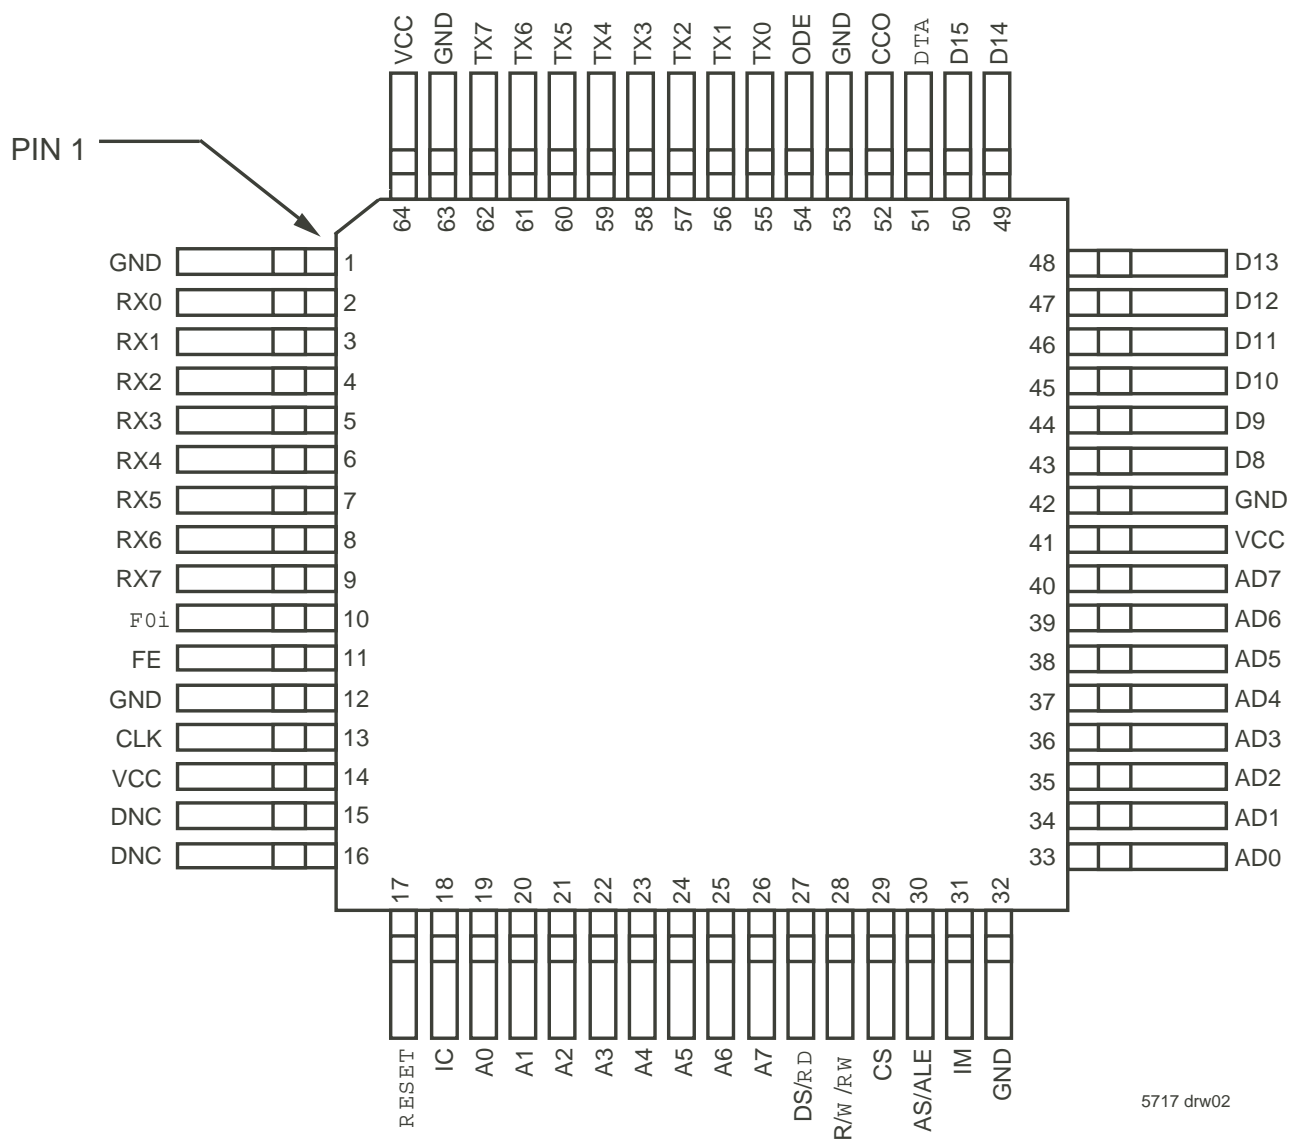 VCC GND TX7 TX6 TX5 TX4 TX3 TX2 TX1 TX0 ODE GND CCO DTA D15 D14
PIN 1
64 63 62 61 60 59 58 57 56 55 54 53 52 51 50 49
GND 1 48 D13
RX0 2 47 D12
RX1 3 46 D11
RX2 4 45 D10
RX3 5 44 D9
RX4 6 43 D8
RX5 7 42 GND
RX6 8 41 VCC
RX7 9 40 AD7
F0i 10 39 AD6
FE 11 38 AD5
GND 12 37 AD4
CLK 13 36 AD3
VCC 14 35 AD2
DNC 15 34 AD1
DNC 16 33 AD0
17 18 19 20 21 22 23 24 25 26 27 28 29 30 31 32
RESET IC A0 A1 A2 A3 A4 A5 A6 A7 DS/RD R/W /RW CS AS/ALE IM GND
5717 drw02